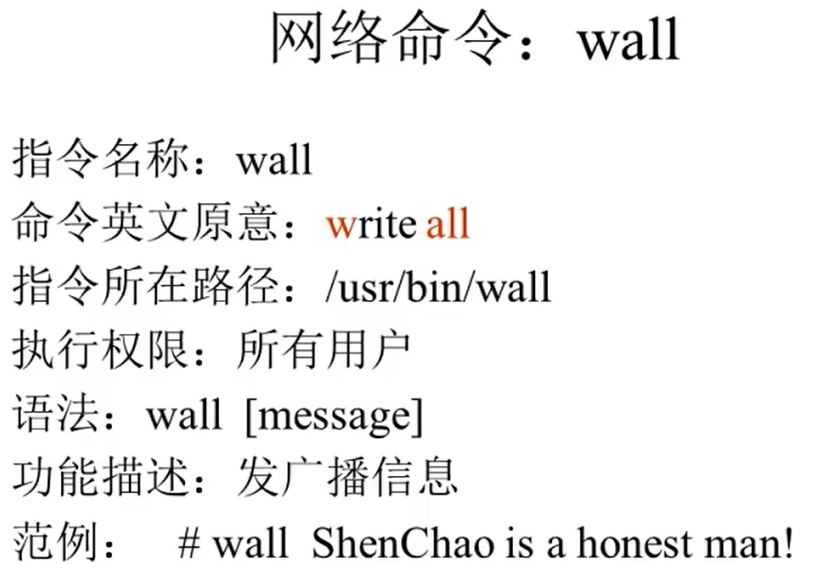 网络命令：wall
指令名称：wall
命令英文原意：write all
指令所在路径：/usr/bin/wall
执行权限：所有用户
语法：wall [message]
功能描述：发广播信息
范例： # wall ShenChao is a honest man!